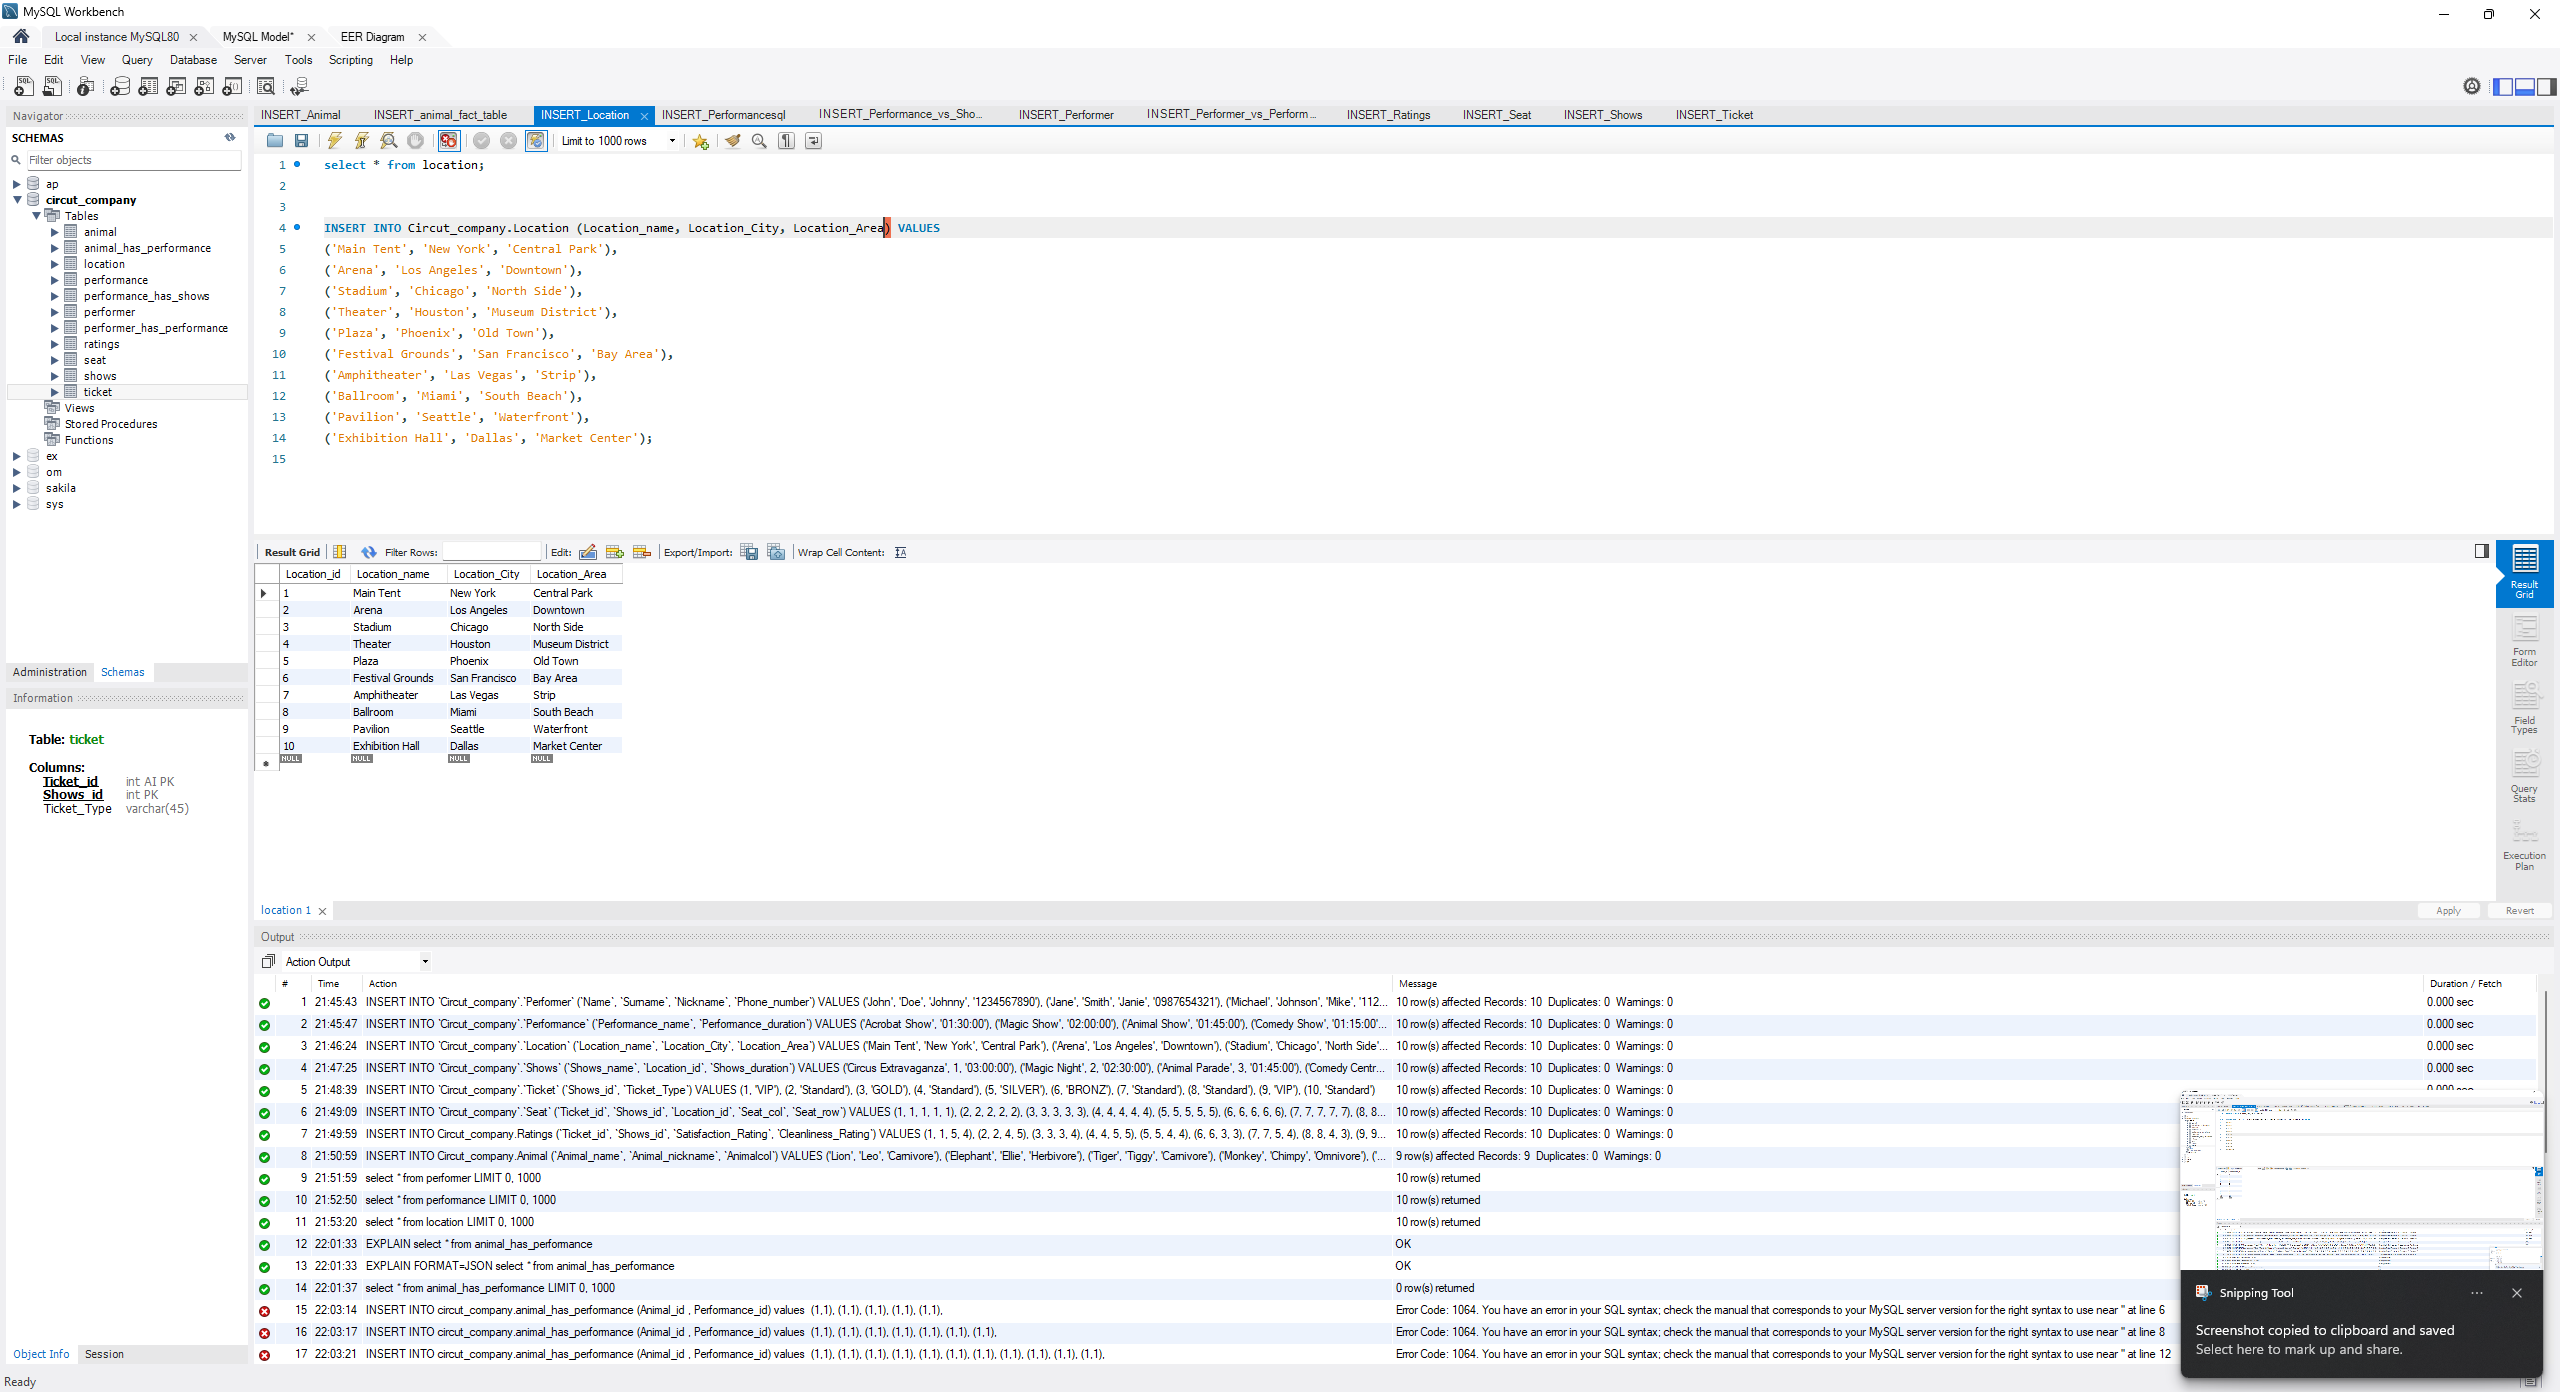 MySQL Workbench
Local instance MySQL80
MySQL Model*
EER Diagram
File Edit View Query Database Server Tools Scripting Help
Navigator
SCHEMAS
Filter objects
ap
circut_company
Tables
animal
animal_has_performance
location
performance
performance_has_shows
performer
performer_has_performance
ratings
seat
shows
ticket
Views
Stored Procedures
Functions
ex
om
sakila
sys
Administration Schemas
Information
Table: ticket
Columns:
Ticket_id int AI PK
Shows_id int PK
Ticket_Type varchar(45)
Object Info Session
Ready
INSERT_Animal INSERT_animal_fact_table INSERT_Location INSERT_Performancesql INSERT_Performance_vs_Sho... INSERT_Performer INSERT_Performer_vs_Perform... INSERT_Ratings INSERT_Seat INSERT_Shows INSERT_Ticket
Limit to 1000 rows
1 select * from location;
2
3
4 INSERT INTO Circut_company.Location (Location_name, Location_City, Location_Area) VALUES
5 ('Main Tent', 'New York', 'Central Park'),
6 ('Arena', 'Los Angeles', 'Downtown'),
7 ('Stadium', 'Chicago', 'North Side'),
8 ('Theater', 'Houston', 'Museum District'),
9 ('Plaza', 'Phoenix', 'Old Town'),
10 ('Festival Grounds', 'San Francisco', 'Bay Area'),
11 ('Amphitheater', 'Las Vegas', 'Strip'),
12 ('Ballroom', 'Miami', 'South Beach'),
13 ('Pavilion', 'Seattle', 'Waterfront'),
14 ('Exhibition Hall', 'Dallas', 'Market Center');
15
Result Grid Filter Rows: Edit: Export/Import: Wrap Cell Content:
Location_id Location_name Location_City Location_Area
1 Main Tent New York Central Park
2 Arena Los Angeles Downtown
3 Stadium Chicago North Side
4 Theater Houston Museum District
5 Plaza Phoenix Old Town
6 Festival Grounds San Francisco Bay Area
7 Amphitheater Las Vegas Strip
8 Ballroom Miami South Beach
9 Pavilion Seattle Waterfront
10 Exhibition Hall Dallas Market Center
NULL NULL NULL NULL
Result
Grid
Form
Editor
Field
Types
Query
Stats
Execution
Plan
location 1
Apply Revert
Output
Action Output
# Time Action Message Duration / Fetch
1 21:45:43 INSERT INTO `Circut_company`.`Performer` (`Name`, `Surname`, `Nickname`, `Phone_number`) VALUES ('John', 'Doe', 'Johnny', '1234567890'), ('Jane', 'Smith', 'Janie', '0987654321'), ('Michael', 'Johnson', 'Mike', '112... 10 row(s) affected Records: 10 Duplicates: 0 Warnings: 0 0.000 sec
2 21:45:47 INSERT INTO `Circut_company`.`Performance` (`Performance_name`, `Performance_duration`) VALUES ('Acrobat Show', '01:30:00'), ('Magic Show', '02:00:00'), ('Animal Show', '01:45:00'), ('Comedy Show', '01:15:00'... 10 row(s) affected Records: 10 Duplicates: 0 Warnings: 0 0.000 sec
3 21:46:24 INSERT INTO `Circut_company`.`Location` (`Location_name`, `Location_City`, `Location_Area`) VALUES ('Main Tent', 'New York', 'Central Park'), ('Arena', 'Los Angeles', 'Downtown'), ('Stadium', 'Chicago', 'North Side'... 10 row(s) affected Records: 10 Duplicates: 0 Warnings: 0 0.000 sec
4 21:47:25 INSERT INTO `Circut_company`.`Shows` (`Shows_name`, `Location_id`, `Shows_duration`) VALUES ('Circus Extravaganza', 1, '03:00:00'), ('Magic Night', 2, '02:30:00'), ('Animal Parade', 3, '01:45:00'), ('Comedy Centr... 10 row(s) affected Records: 10 Duplicates: 0 Warnings: 0 0.000 sec
5 21:48:39 INSERT INTO `Circut_company`.`Ticket` (`Shows_id`, `Ticket_Type`) VALUES (1, 'VIP'), (2, 'Standard'), (3, 'GOLD'), (4, 'Standard'), (5, 'SILVER'), (6, 'BRONZ'), (7, 'Standard'), (8, 'Standard'), (9, 'VIP'), (10, 'Standard') 10 row(s) affected Records: 10 Duplicates: 0 Warnings: 0 0.000 sec
6 21:49:09 INSERT INTO `Circut_company`.`Seat` (`Ticket_id`, `Shows_id`, `Location_id`, `Seat_col`, `Seat_row`) VALUES (1, 1, 1, 1, 1), (2, 2, 2, 2, 2), (3, 3, 3, 3, 3), (4, 4, 4, 4, 4), (5, 5, 5, 5, 5), (6, 6, 6, 6, 6), (7, 7, 7, 7, 7), (8, 8... 10 row(s) affected Records: 10 Duplicates: 0 Warnings: 0
7 21:49:59 INSERT INTO Circut_company.Ratings (`Ticket_id`, `Shows_id`, `Satisfaction_Rating`, `Cleanliness_Rating`) VALUES (1, 1, 5, 4), (2, 2, 4, 5), (3, 3, 3, 4), (4, 4, 5, 5), (5, 5, 4, 4), (6, 6, 3, 3), (7, 7, 5, 4), (8, 8, 4, 3), (9, 9... 10 row(s) affected Records: 10 Duplicates: 0 Warnings: 0
8 21:50:59 INSERT INTO Circut_company.Animal (`Animal_name`, `Animal_nickname`, `Animalcol`) VALUES ('Lion', 'Leo', 'Carnivore'), ('Elephant', 'Ellie', 'Herbivore'), ('Tiger', 'Tiggy', 'Carnivore'), ('Monkey', 'Chimpy', 'Omnivore'), ('... 9 row(s) affected Records: 9 Duplicates: 0 Warnings: 0
9 21:51:59 select * from performer LIMIT 0, 1000 10 row(s) returned
10 21:52:50 select * from performance LIMIT 0, 1000 10 row(s) returned
11 21:53:20 select * from location LIMIT 0, 1000 10 row(s) returned
12 22:01:33 EXPLAIN select * from animal_has_performance OK
13 22:01:33 EXPLAIN FORMAT=JSON select * from animal_has_performance OK
14 22:01:37 select * from animal_has_performance LIMIT 0, 1000 0 row(s) returned
15 22:03:14 INSERT INTO circut_company.animal_has_performance (Animal_id , Performance_id) values (1,1), (1,1), (1,1), (1,1), (1,1), Error Code: 1064. You have an error in your SQL syntax; check the manual that corresponds to your MySQL server version for the right syntax to use near '' at line 6
16 22:03:17 INSERT INTO circut_company.animal_has_performance (Animal_id , Performance_id) values (1,1), (1,1), (1,1), (1,1), (1,1), (1,1), (1,1), Error Code: 1064. You have an error in your SQL syntax; check the manual that corresponds to your MySQL server version for the right syntax to use near '' at line 8
17 22:03:21 INSERT INTO circut_company.animal_has_performance (Animal_id , Performance_id) values (1,1), (1,1), (1,1), (1,1), (1,1), (1,1), (1,1), (1,1), (1,1), (1,1), (1,1), Error Code: 1064. You have an error in your SQL syntax; check the manual that corresponds to your MySQL server version for the right syntax to use near '' at line 12
Snipping Tool
Screenshot copied to clipboard and saved
Select here to mark up and share.